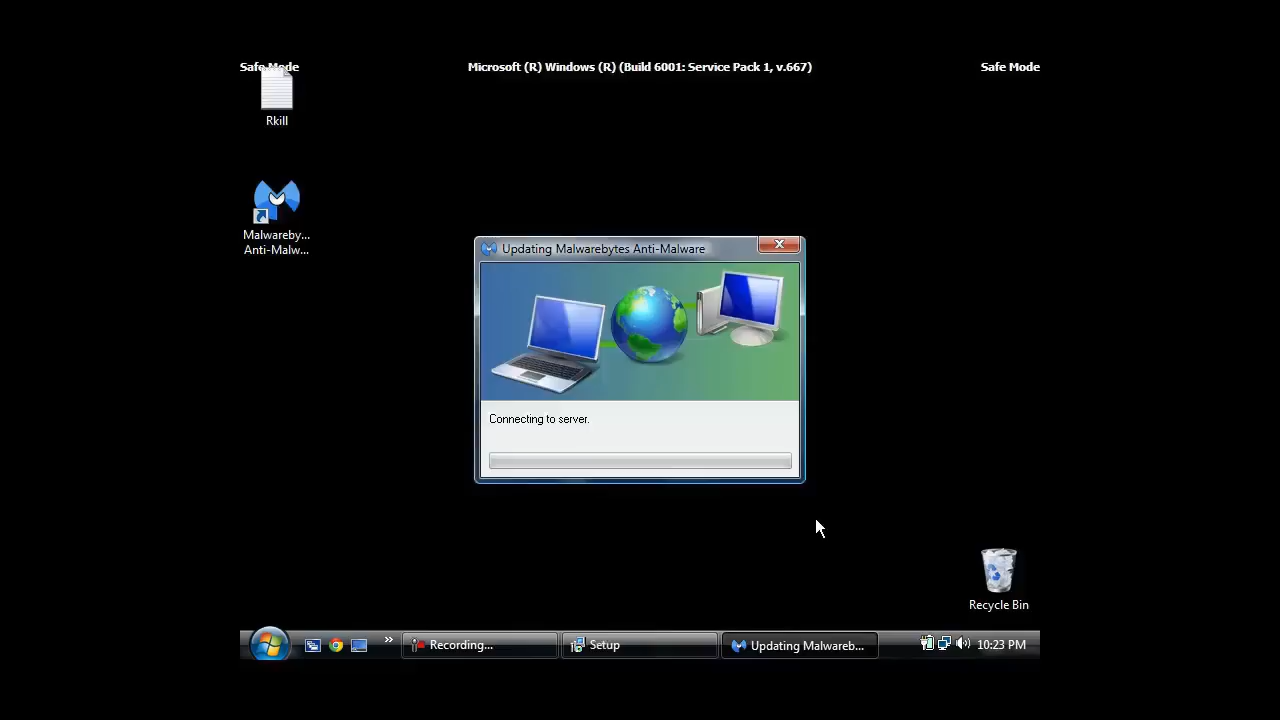 Safe Mode
Microsoft (R) Windows (R) (Build 6001: Service Pack 1, v.667)
Safe Mode
Rkill
Malwareby...
Anti-Malw...
Updating Malwarebytes Anti-Malware
Connecting to server.
Recycle Bin
Recording...
Setup
Updating Malwareb...
10:23 PM